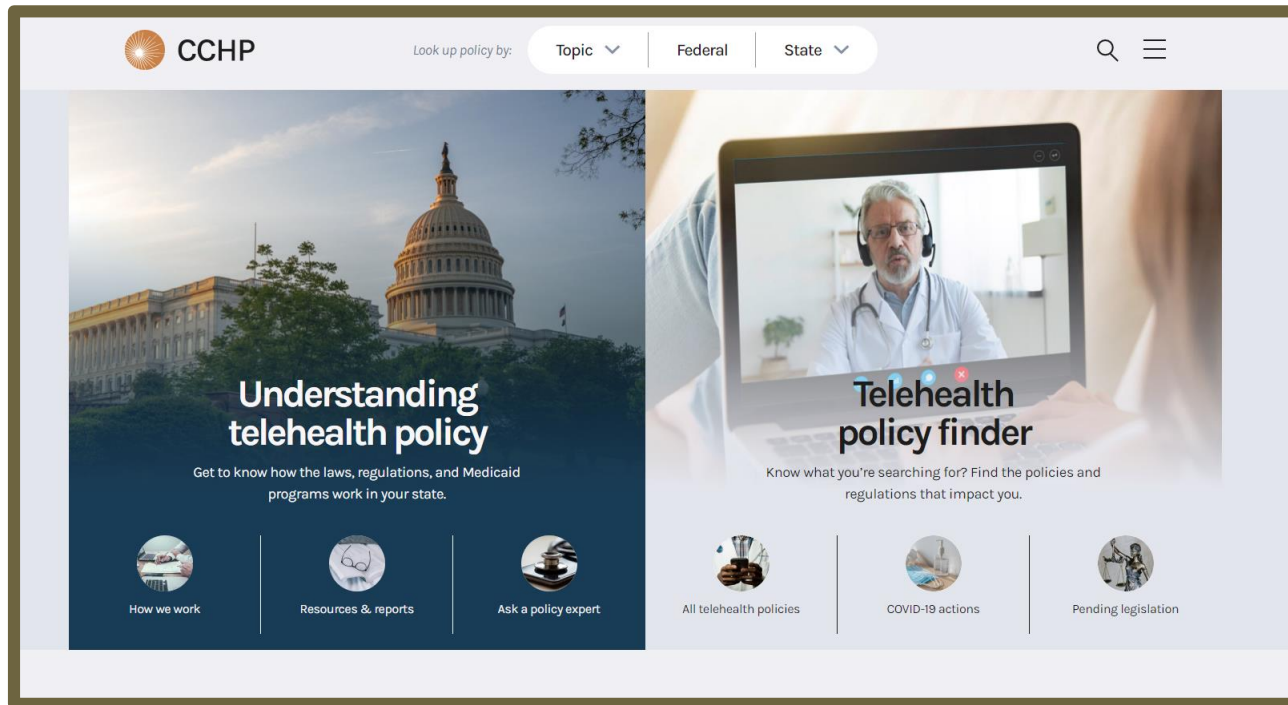 CCHP
Look up policy by:
Topic
Federal
State
Understanding
telehealth policy
Get to know how the laws, regulations, and Medicaid
programs work in your state.
How we work
Resources & reports
Ask a policy expert
Telehealth
policy finder
Know what you're searching for? Find the policies and
regulations that impact you.
All telehealth policies
COVID-19 actions
Pending legislation